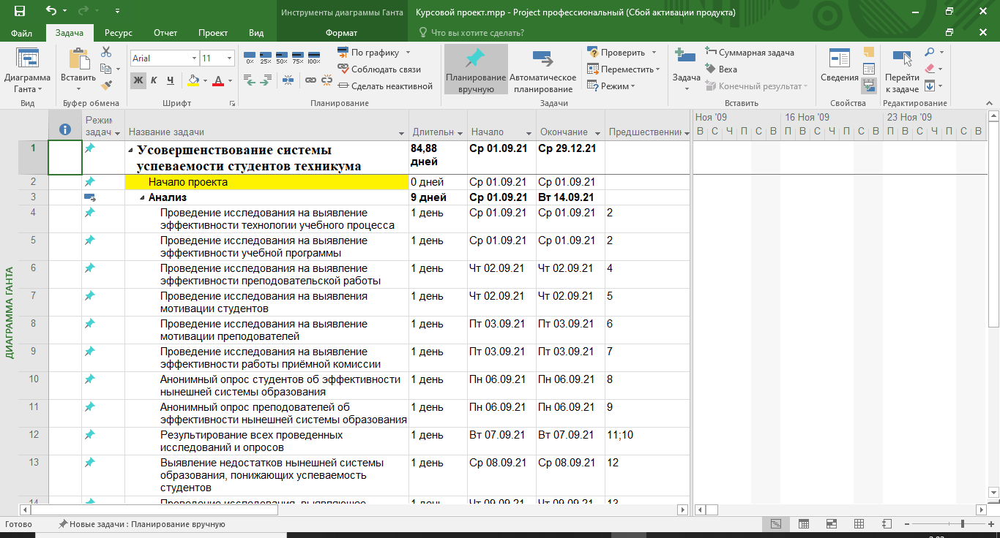 Инструменты диаграммы Ганта
Курсовой проект.mpp - Project профессиональный (Сбой активации продукта)
Файл Задача Ресурс Отчет Проект Вид Формат Что вы хотите сделать?
Диаграмма Ганта
Вид
Вставить
Буфер обмена
Arial 11
Ж К Ч А
Шрифт
0% 25% 50% 75% 100%
По графику
Соблюдать связи
Сделать неактивной
Планирование
Планирование вручную
Автоматическое планирование
Проверить
Переместить
Режим
Задачи
Задача
Суммарная задача
Веха
Конечный результат
Вставить
Сведения
Свойства
Перейти к задаче
Редактирование
Режим задачи Название задачи Длительн Начало Окончание Предшественник
Ноя '09 16 Ноя '09 23 Ноя '09
В С Ч П С В П В С Ч П С В П В С Ч П С В
ДИАГРАММА ГАНТА
1 Усовершенствование системы успеваемости студентов техникума 84,88 дней Ср 01.09.21 Ср 29.12.21
2 Начало проекта 0 дней Ср 01.09.21 Ср 01.09.21
3 Анализ 9 дней Ср 01.09.21 Вт 14.09.21
4 Проведение исследования на выявление эффективности технологии учебного процесса 1 день Ср 01.09.21 Ср 01.09.21 2
5 Проведение исследования на выявление эффективности учебной программы 1 день Ср 01.09.21 Ср 01.09.21 2
6 Проведение исследования на выявление эффективности преподовательской работы 1 день Чт 02.09.21 Чт 02.09.21 4
7 Проведение исследования на выявления мотивации студентов 1 день Чт 02.09.21 Чт 02.09.21 5
8 Проведение исследования на выявление мотивации преподователей 1 день Пт 03.09.21 Пт 03.09.21 6
9 Проведение исследования на выявление эффективности работы приёмной комиссии 1 день Пт 03.09.21 Пт 03.09.21 7
10 Анонимный опрос студентов об эффективности нынешней системы образования 1 день Пн 06.09.21 Пн 06.09.21 8
11 Анонимный опрос преподователей об эффективности нынешней системы образования 1 день Пн 06.09.21 Пн 06.09.21 9
12 Результирование всех проведенных исследований и опросов 1 день Вт 07.09.21 Вт 07.09.21 11;10
13 Выявление недостатков нынешней системы образования, понижающих успеваемость студентов 1 день Ср 08.09.21 Ср 08.09.21 12
14 Проведение исследования, выявляющее 1 день Чт 09.09.21 Чт 09.09.21 13
Готово Новые задачи : Планирование вручную